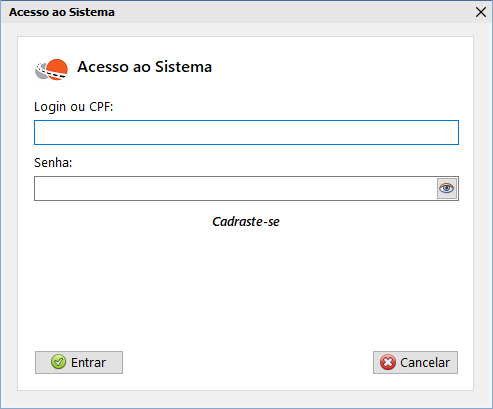 Acesso ao Sistema
Acesso ao Sistema
Login ou CPF:
Senha:
Cadraste-se
Entrar
Cancelar